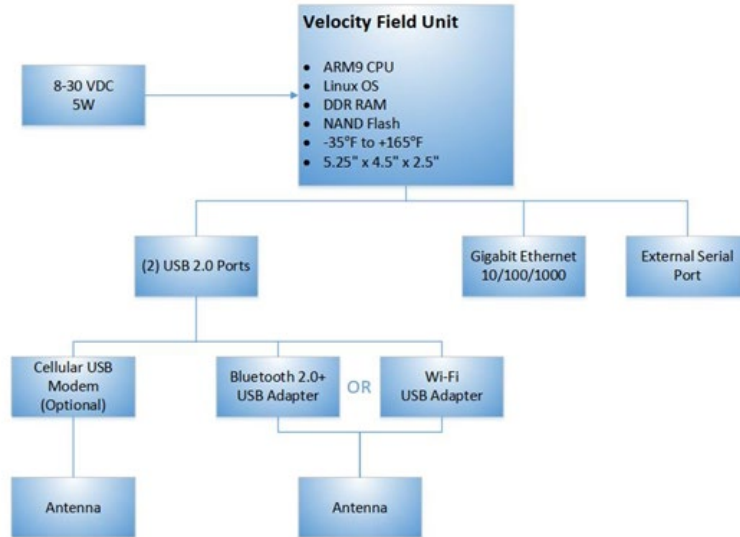 Velocity Field Unit
• ARM9 CPU
• Linux OS
• DDR RAM
• NAND Flash
• -35°F to +165°F
• 5.25" x 4.5" x 2.5"
8-30 VDC
5W
(2) USB 2.0 Ports
Gigabit Ethernet
10/100/1000
External Serial
Port
Cellular USB
Modem
(Optional)
Bluetooth 2.0+
USB Adapter
OR
Wi-Fi
USB Adapter
Antenna
Antenna